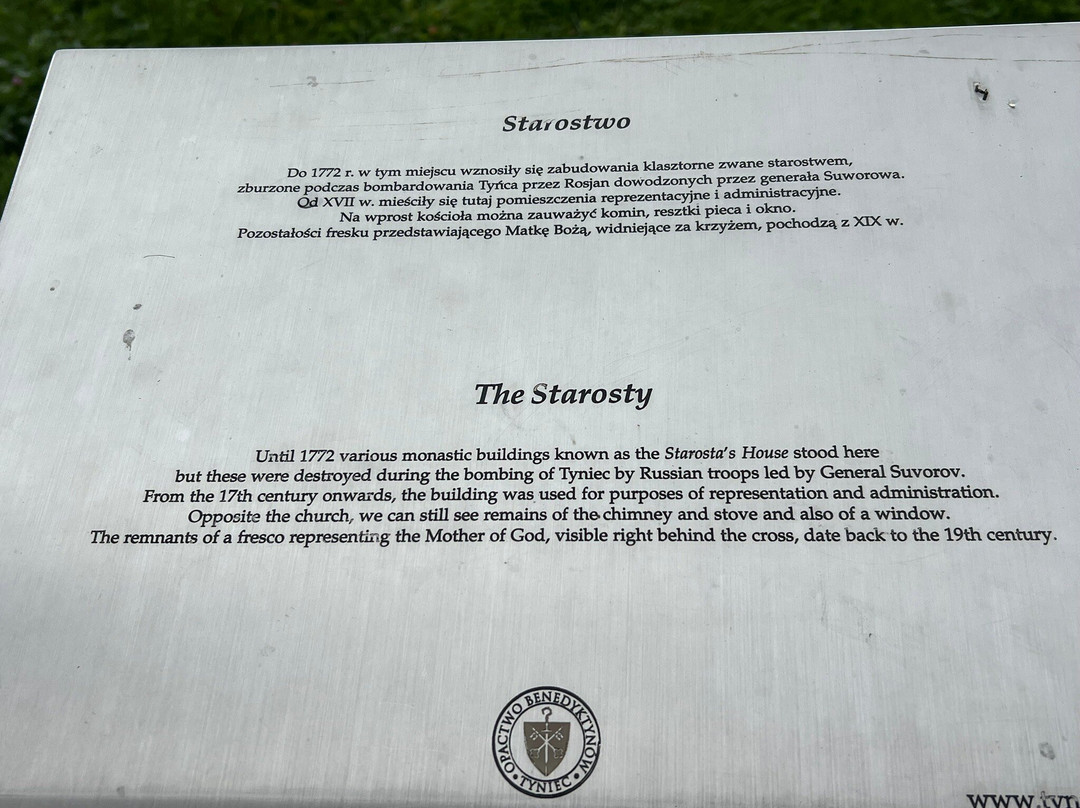 Starostwo
Do 1772 r. w tym miejscu wznosiły się zabudowania klasztorne zwane starostwem,
zburzone podczas bombardowania Tyńca przez Rosjan dowodzonych przez generała Suworowa.
Od XVII w. mieściły się tutaj pomieszczenia reprezentacyjne i administracyjne.
Na wprost kościoła można zauważyć komin, resztki pieca i okno.
Pozostałości fresku przedstawiającego Matkę Bożą, widniejące za krzyżem, pochodzą z XIX w.
The Starosty
Until 1772 various monastic buildings known as the Starosta's House stood here
but these were destroyed during the bombing of Tyniec by Russian troops led by General Suvorov.
From the 17th century onwards, the building was used for purposes of representation and administration.
Opposite the church, we can still see remains of the chimney and stove and also of a window.
The remnants of a fresco representing the Mother of God, visible right behind the cross, date back to the 19th century.
OPACTWO BENEDYKTYNÓW
TYNIEC